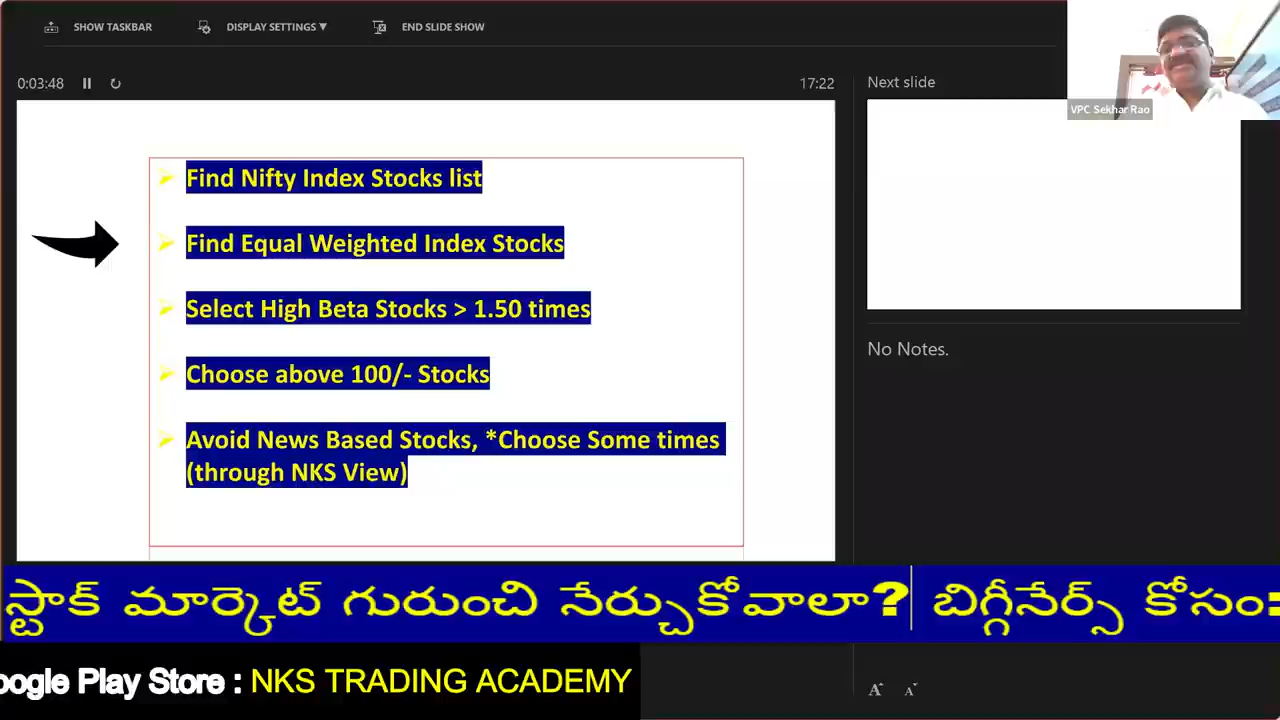 SHOW TASKBAR
DISPLAY SETTINGS ▼
END SLIDE SHOW
0:03:48
17:22
Next slide
VPC Sekhar Rao
Find Nifty Index Stocks list
Find Equal Weighted Index Stocks
Select High Beta Stocks > 1.50 times
Choose above 100/- Stocks
Avoid News Based Stocks, *Choose Some times
(through NKS View)
No Notes.
స్టాక్ మార్కెట్ గురుంచి నేర్చుకోవాలా? బిగ్గీనేర్స్ కోసం:
oogle Play Store : NKS TRADING ACADEMY
A A